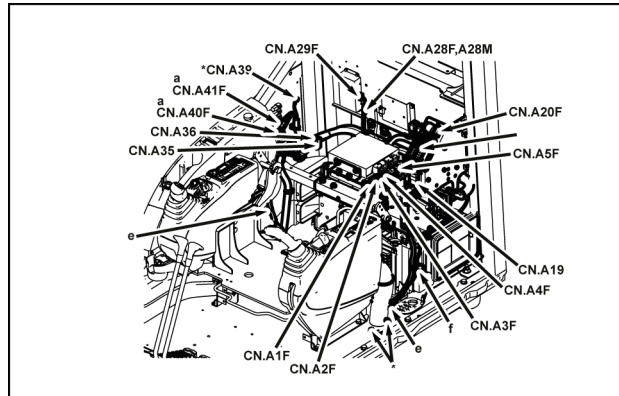 CN.A29F
CN.A28F,A28M
*CN.A39
a
CN.A41F
a
CN.A40F
CN.A36
CN.A35
CN.A20F
CN.A5F
e
CN.A19
CN.A4F
CN.A3F
f
e
CN.A1F
CN.A2F
*